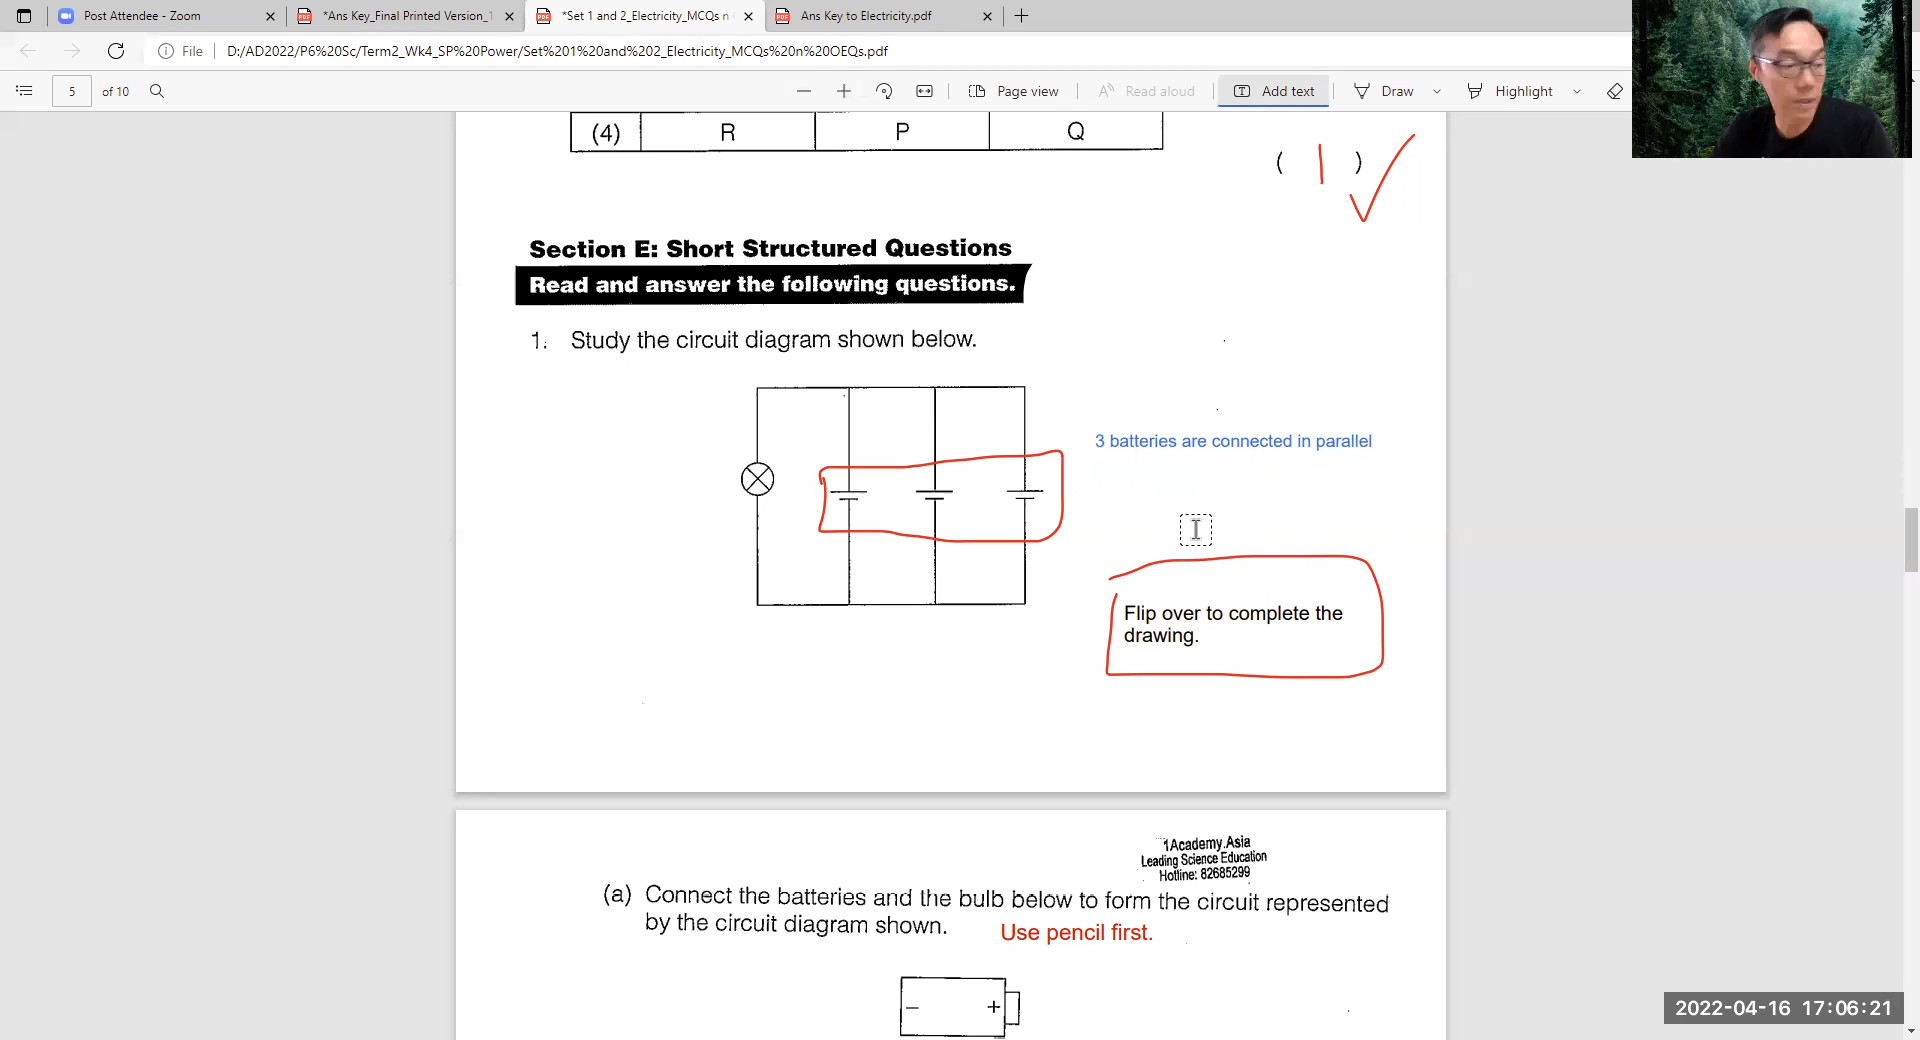 Post Attendee - Zoom
*Ans Key_Final Printed Version_1
*Set 1 and 2_Electricity_MCQs n
Ans Key to Electricity.pdf
File
D:/AD2022/P6%20Sc/Term2_Wk4_SP%20Power/Set%201%20and%202_Electricity_MCQs%20n%20OEQs.pdf
5 of 10
Page view
Read aloud
Add text
Draw
Highlight
(4) R P Q
( 1 )
Section E: Short Structured Questions
Read and answer the following questions.
1. Study the circuit diagram shown below.
3 batteries are connected in parallel
Flip over to complete the
drawing.
1Academy.Asia
Leading Science Education
Hotline: 82685299
(a) Connect the batteries and the bulb below to form the circuit represented
by the circuit diagram shown.
Use pencil first.
− +
2022-04-16 17:06:21